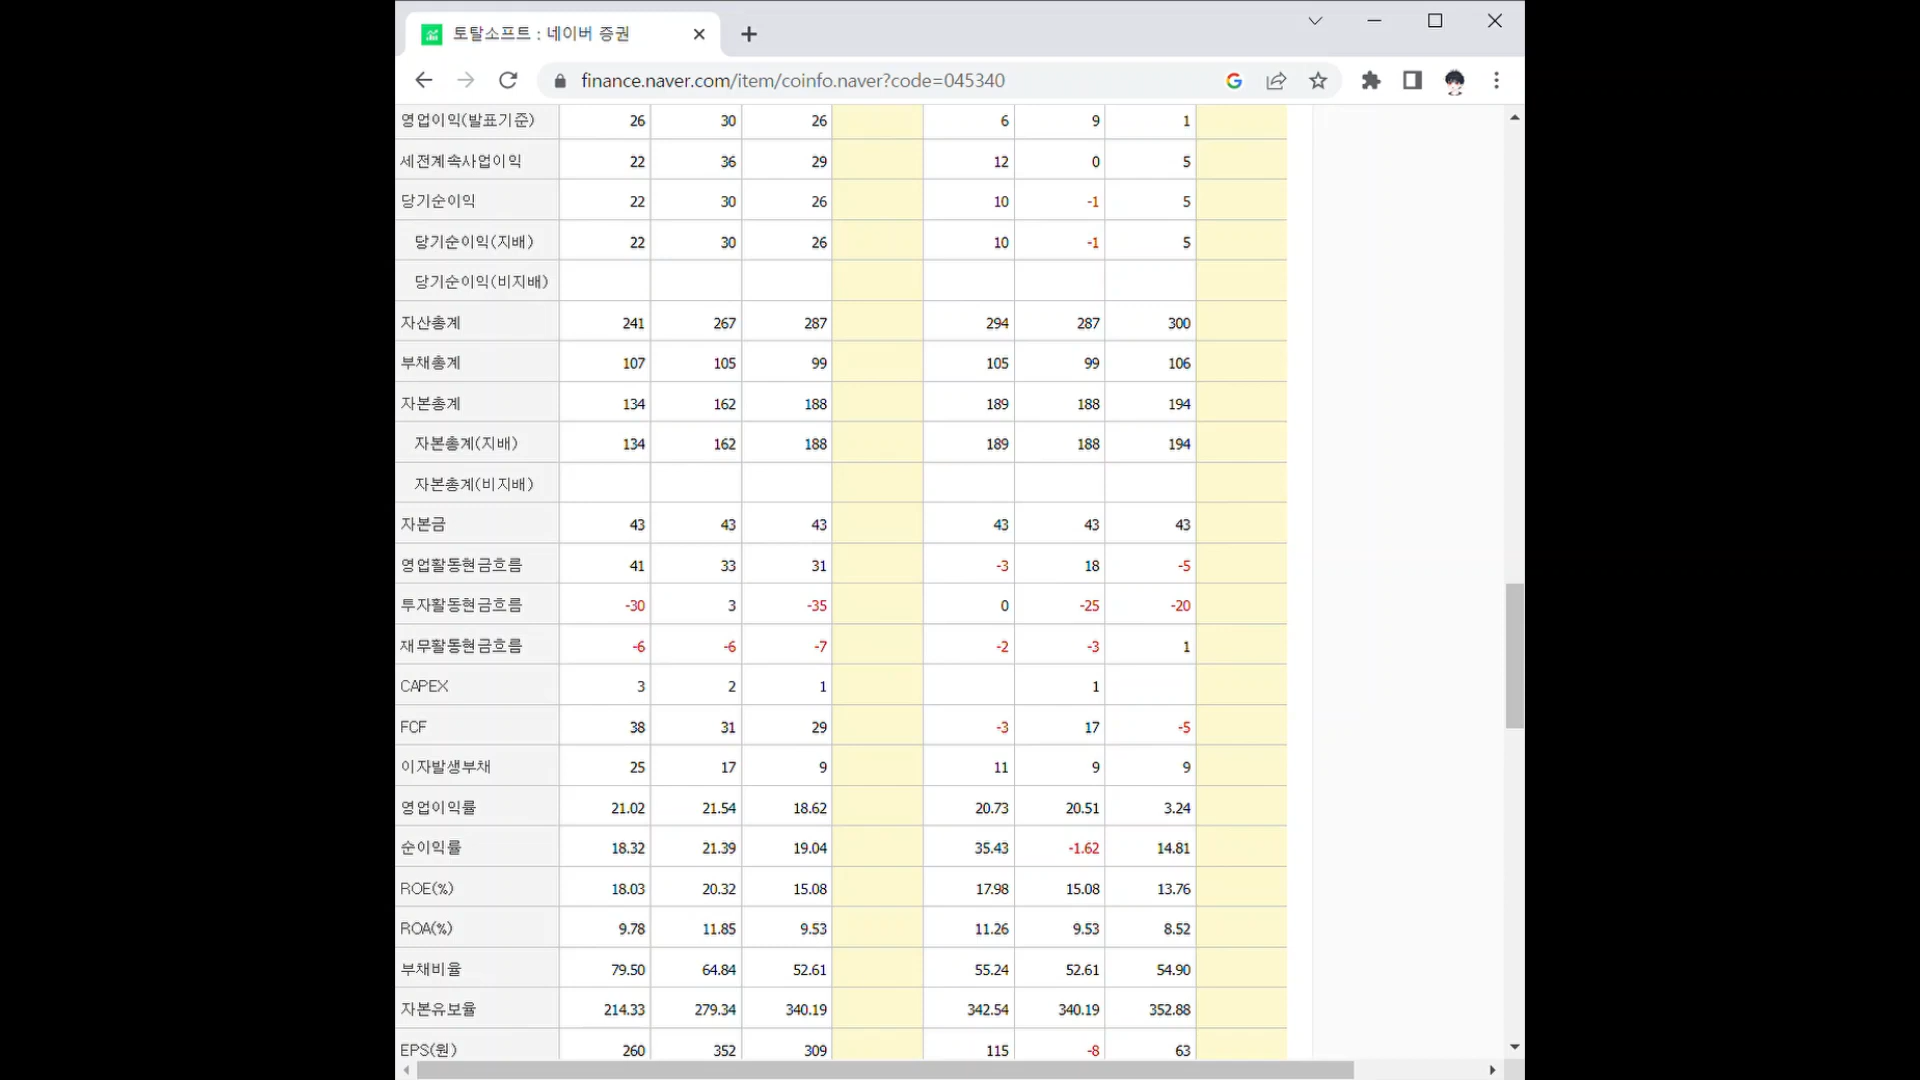 토탈소프트 : 네이버 증권
finance.naver.com/item/coinfo.naver?code=045340
영업이익(발표기준) 26 30 26 6 9 1
세전계속사업이익 22 36 29 12 0 5
당기순이익 22 30 26 10 -1 5
당기순이익(지배) 22 30 26 10 -1 5
당기순이익(비지배)
자산총계 241 267 287 294 287 300
부채총계 107 105 99 105 99 106
자본총계 134 162 188 189 188 194
자본총계(지배) 134 162 188 189 188 194
자본총계(비지배)
자본금 43 43 43 43 43 43
영업활동현금흐름 41 33 31 -3 18 -5
투자활동현금흐름 -30 3 -35 0 -25 -20
재무활동현금흐름 -6 -6 -7 -2 -3 1
CAPEX 3 2 1 1
FCF 38 31 29 -3 17 -5
이자발생부채 25 17 9 11 9 9
영업이익률 21.02 21.54 18.62 20.73 20.51 3.24
순이익률 18.32 21.39 19.04 35.43 -1.62 14.81
ROE(%) 18.03 20.32 15.08 17.98 15.08 13.76
ROA(%) 9.78 11.85 9.53 11.26 9.53 8.52
부채비율 79.50 64.84 52.61 55.24 52.61 54.90
자본유보율 214.33 279.34 340.19 342.54 340.19 352.88
EPS(원) 260 352 309 115 -8 63